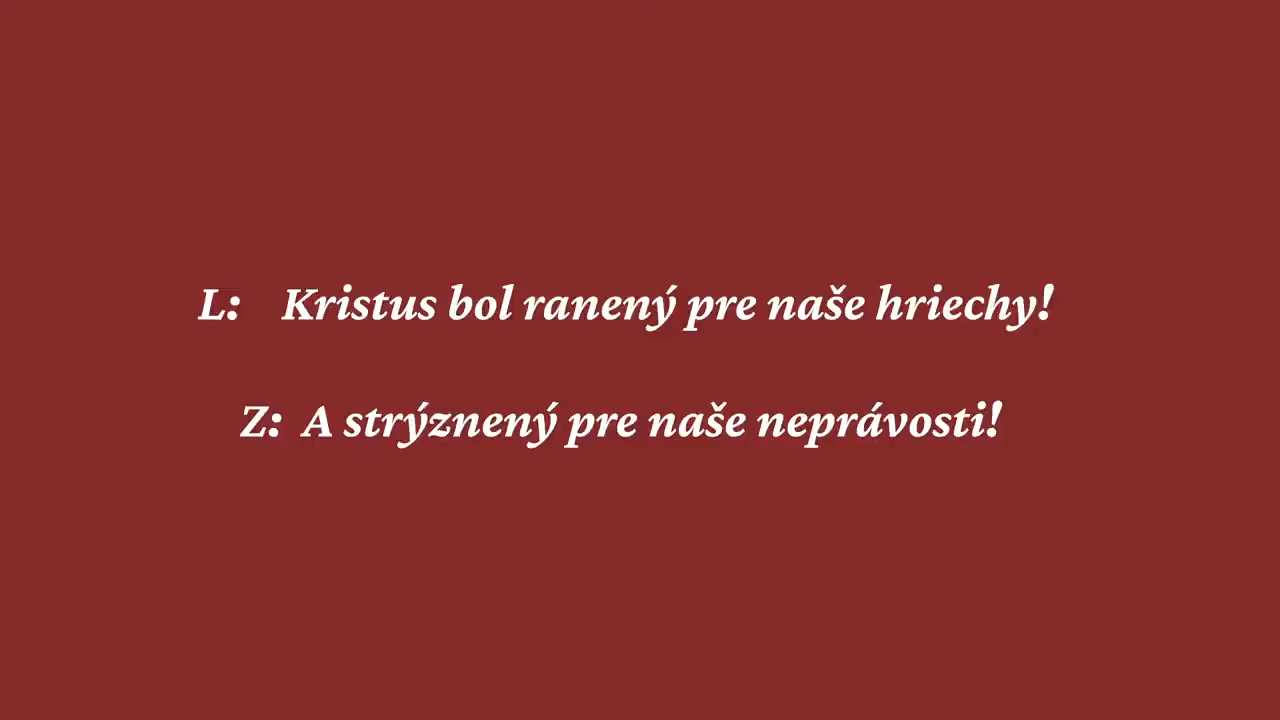 L: Kristus bol ranený pre naše hriechy!
Z: A strýznený pre naše neprávosti!